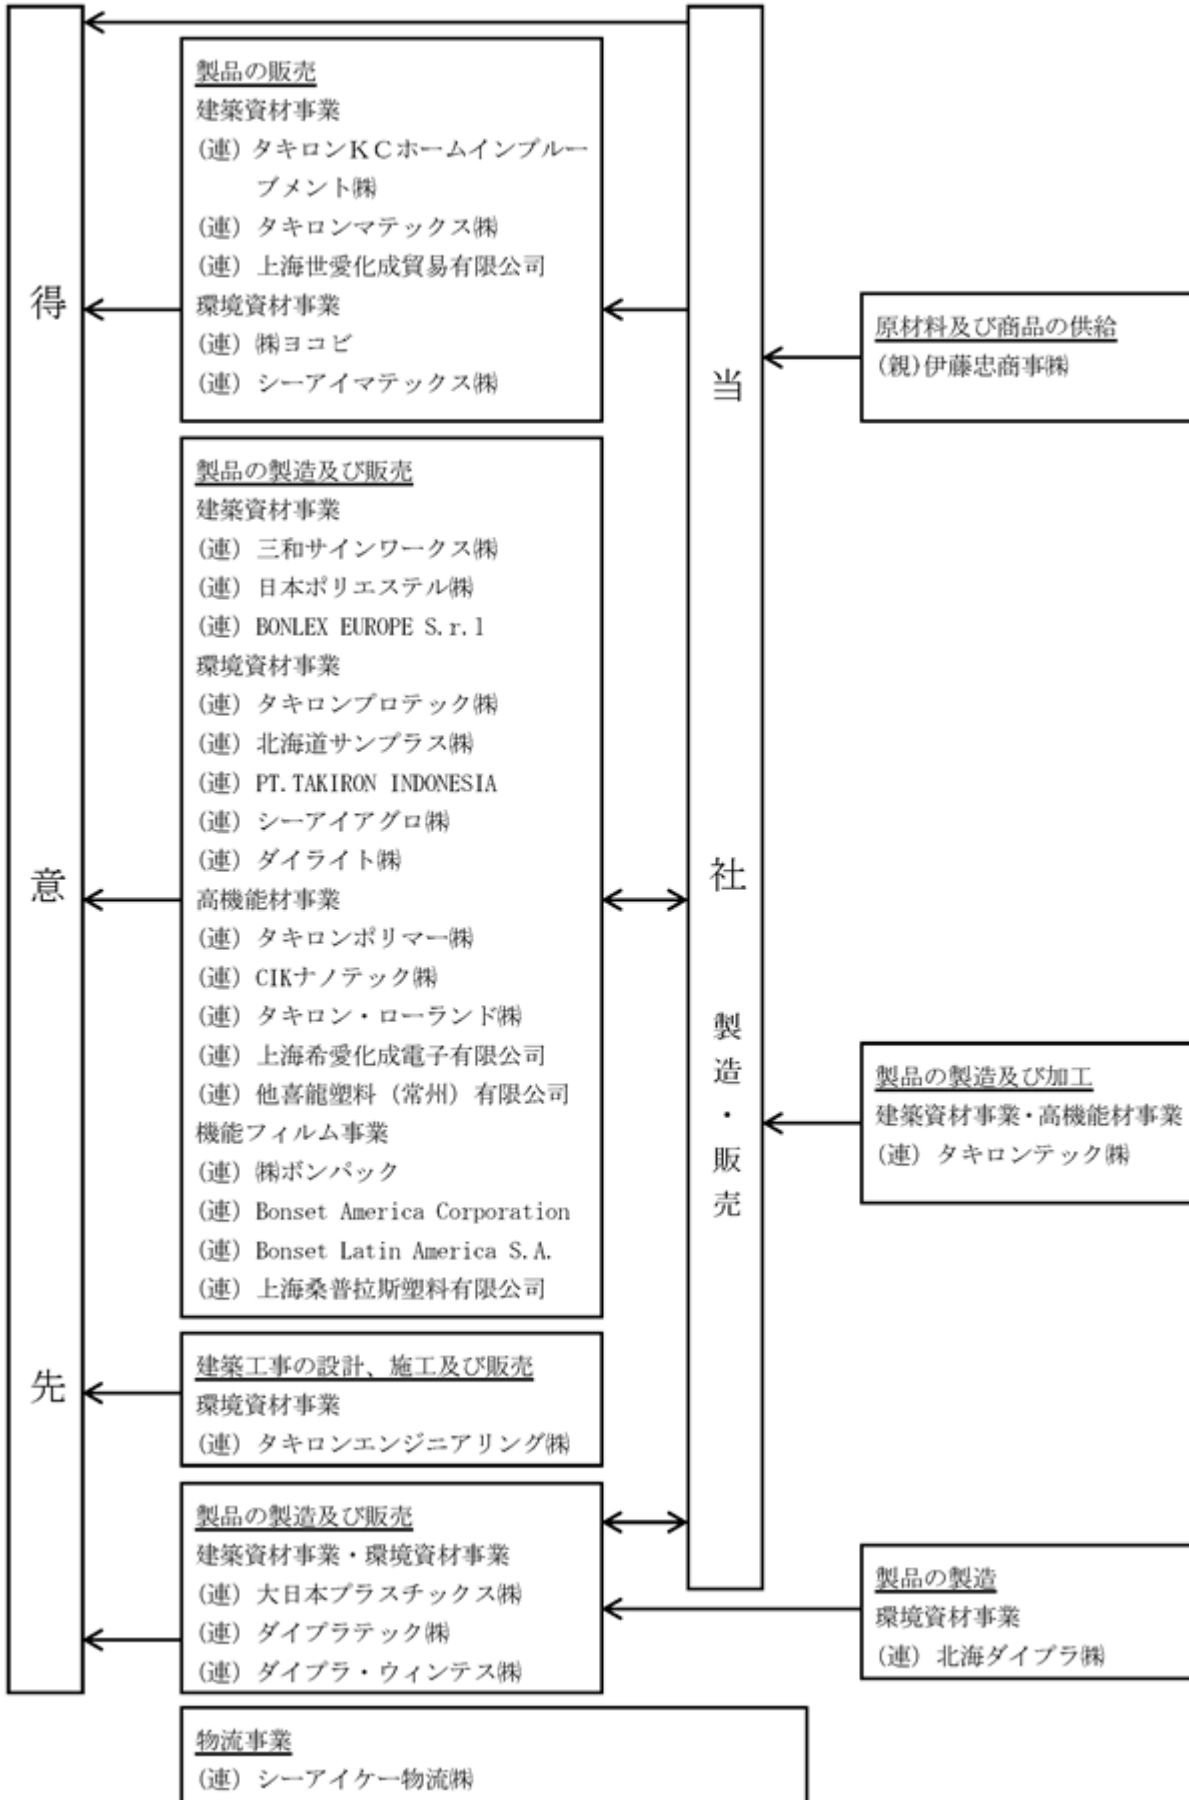 得意先
製品の販売
建築資材事業
(連) タキロンKCホームインプルー
ブメント㈱
(連) タキロンマテックス㈱
(連) 上海世愛化成貿易有限公司
環境資材事業
(連) ㈱ヨコビ
(連) シーアイマテックス㈱
製品の製造及び販売
建築資材事業
(連) 三和サインワークス㈱
(連) 日本ポリエステル㈱
(連) BONLEX EUROPE S.r.l
環境資材事業
(連) タキロンプロテック㈱
(連) 北海道サンプラス㈱
(連) PT.TAKIRON INDONESIA
(連) シーアイアグロ㈱
(連) ダイライト㈱
高機能材事業
(連) タキロンポリマー㈱
(連) CIKナノテック㈱
(連) タキロン・ローランド㈱
(連) 上海希愛化成電子有限公司
(連) 他喜龍塑料（常州）有限公司
機能フィルム事業
(連) ㈱ボンパック
(連) Bonset America Corporation
(連) Bonset Latin America S.A.
(連) 上海桑普拉斯塑料有限公司
建築工事の設計、施工及び販売
環境資材事業
(連) タキロンエンジニアリング㈱
製品の製造及び販売
建築資材事業・環境資材事業
(連) 大日本プラスチックス㈱
(連) ダイプラテック㈱
(連) ダイプラ・ウィンテス㈱
物流事業
(連) シーアイケー物流㈱
当社 製造・販売
原材料及び商品の供給
(親)伊藤忠商事㈱
製品の製造及び加工
建築資材事業・高機能材事業
(連) タキロンテック㈱
製品の製造
環境資材事業
(連) 北海ダイプラ㈱